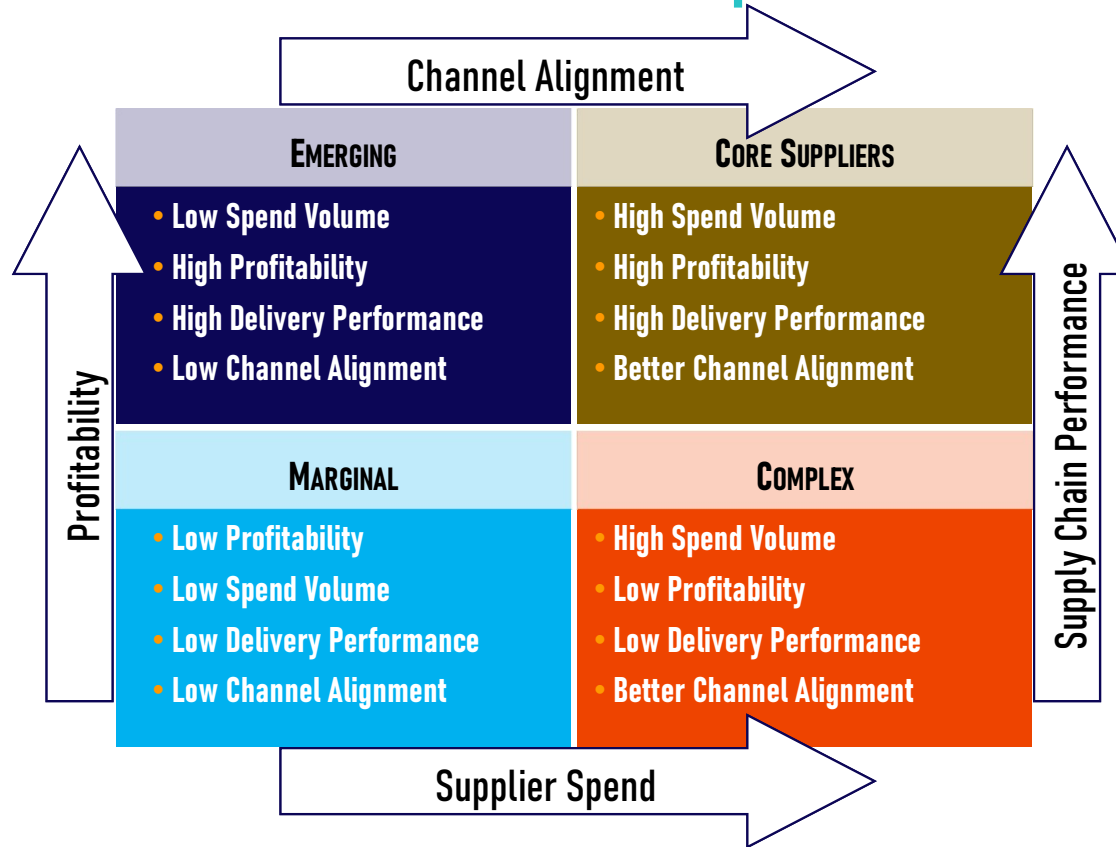 Channel Alignment
EMERGING
• Low Spend Volume
• High Profitability
• High Delivery Performance
• Low Channel Alignment
CORE SUPPLIERS
• High Spend Volume
• High Profitability
• High Delivery Performance
• Better Channel Alignment
Profitability
Supply Chain Performance
MARGINAL
• Low Profitability
• Low Spend Volume
• Low Delivery Performance
• Low Channel Alignment
COMPLEX
• High Spend Volume
• Low Profitability
• Low Delivery Performance
• Better Channel Alignment
Supplier Spend